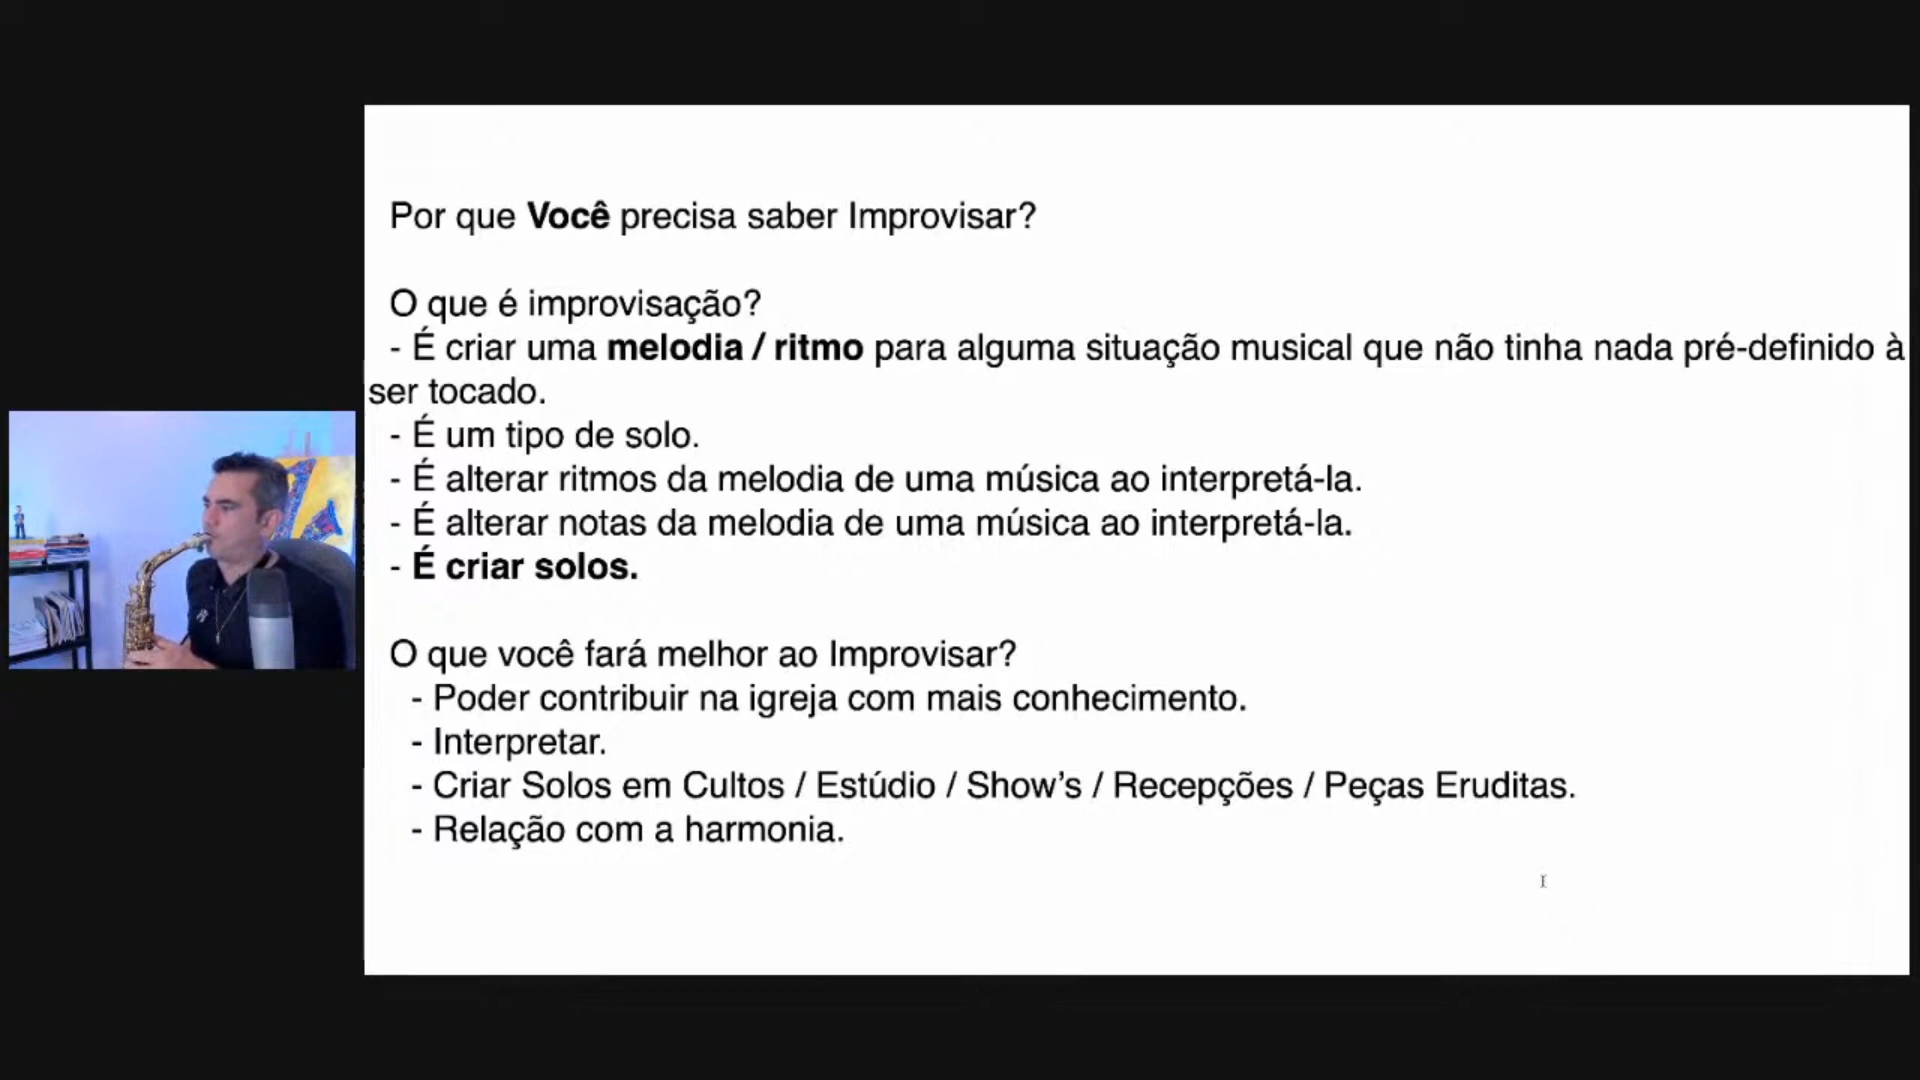 Por que Você precisa saber Improvisar?
O que é improvisação?
- É criar uma melodia / ritmo para alguma situação musical que não tinha nada pré-definido à
ser tocado.
- É um tipo de solo.
- É alterar ritmos da melodia de uma música ao interpretá-la.
- É alterar notas da melodia de uma música ao interpretá-la.
- É criar solos.
O que você fará melhor ao Improvisar?
- Poder contribuir na igreja com mais conhecimento.
- Interpretar.
- Criar Solos em Cultos / Estúdio / Show’s / Recepções / Peças Eruditas.
- Relação com a harmonia.